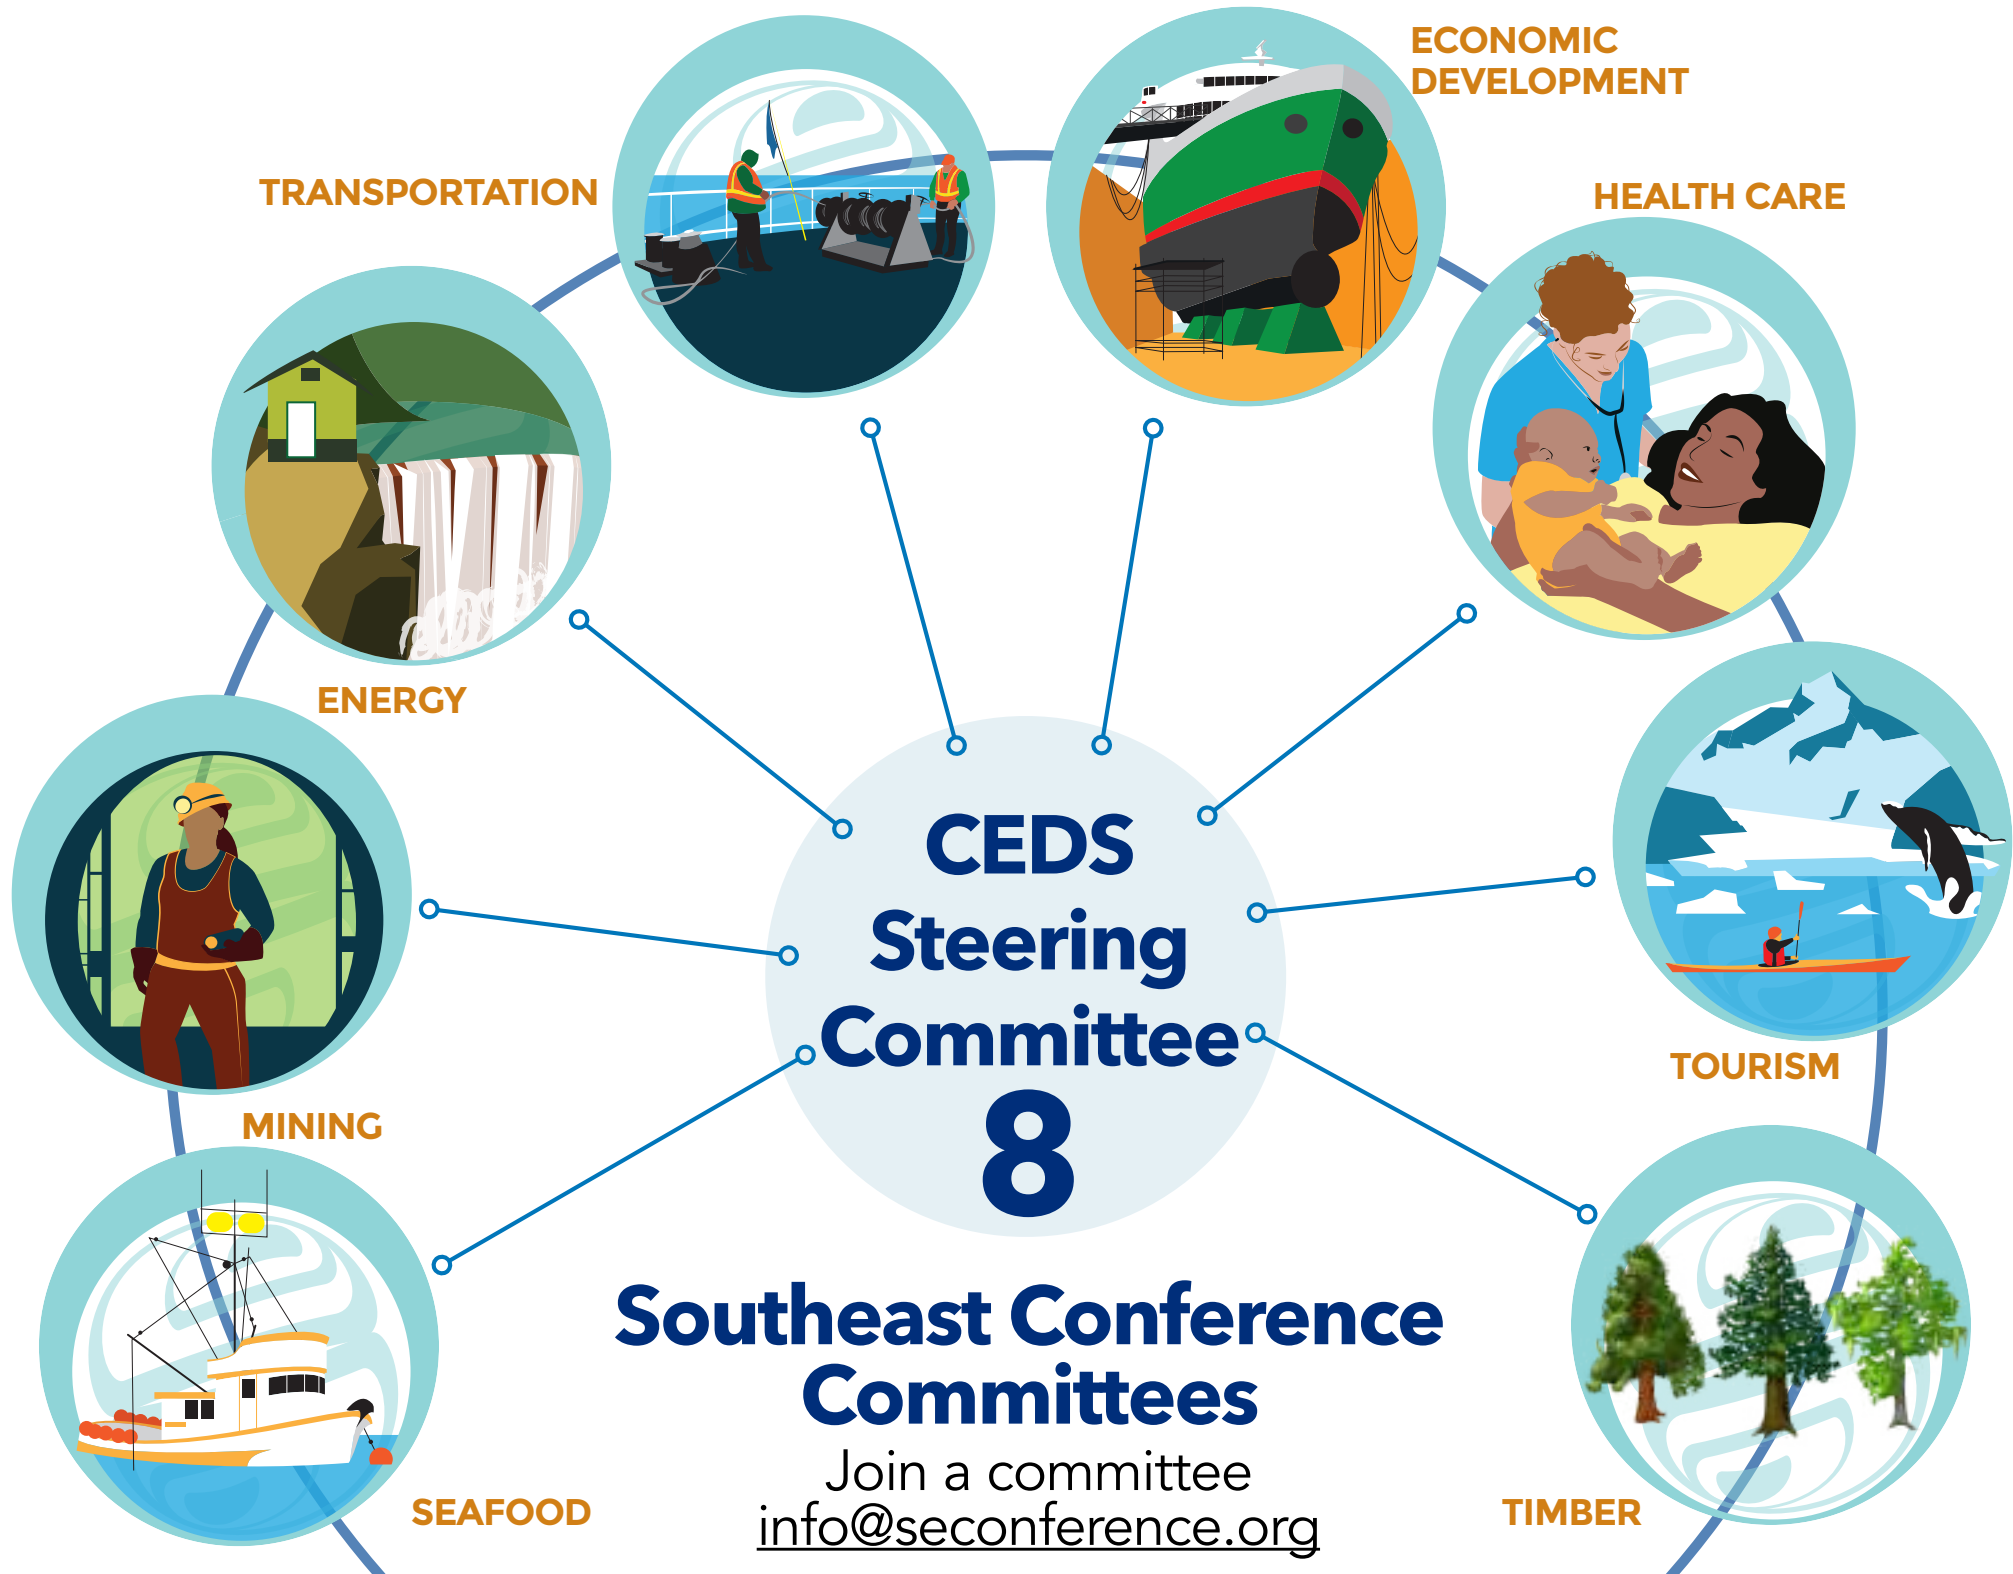 ECONOMIC
DEVELOPMENT
TRANSPORTATION
HEALTH CARE
ENERGY
CEDS
Steering
Committee
8
TOURISM
MINING
Southeast Conference
Committees
Join a committee
info@seconference.org
SEAFOOD
TIMBER